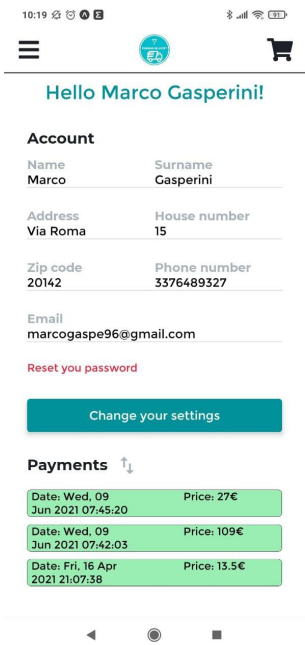 10:19
91
Hello Marco Gasperini!
Account
Name Surname
Marco Gasperini
Address House number
Via Roma 15
Zip code Phone number
20142 3376489327
Email
marcogaspe96@gmail.com
Reset you password
Change your settings
Payments
Date: Wed, 09 Price: 27€
Jun 2021 07:45:20
Date: Wed, 09 Price: 109€
Jun 2021 07:42:03
Date: Fri, 16 Apr Price: 13.5€
2021 21:07:38